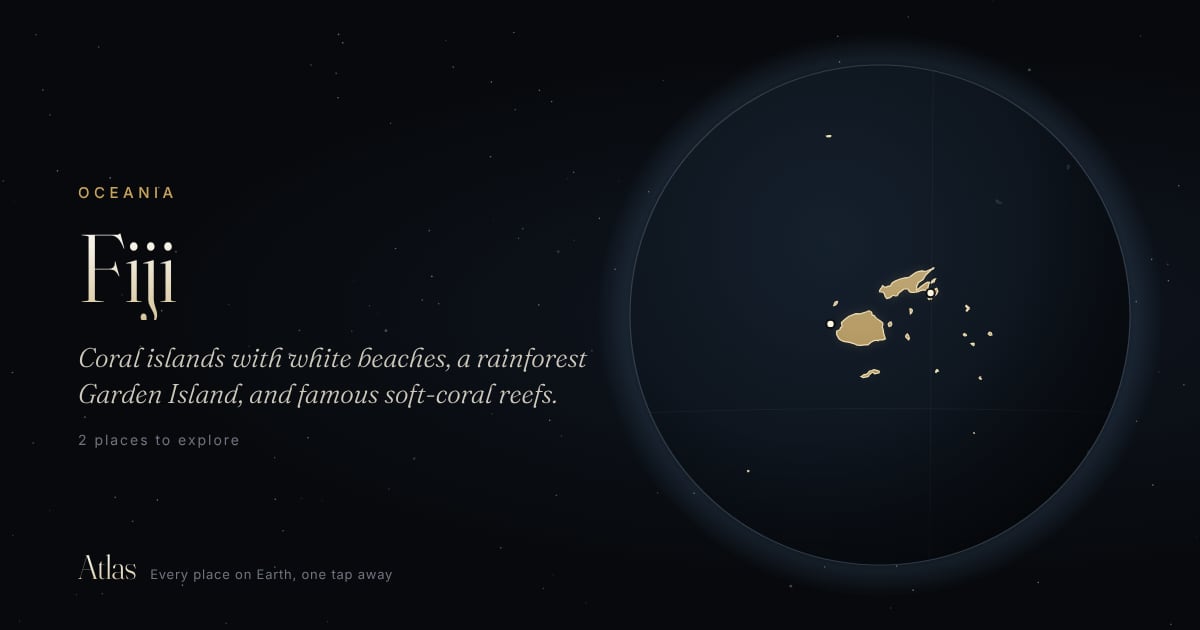 OCEANIA
Fiji
Coral islands with white beaches, a rainforest
Garden Island, and famous soft-coral reefs.
2 places to explore
Atlas Every place on Earth, one tap away